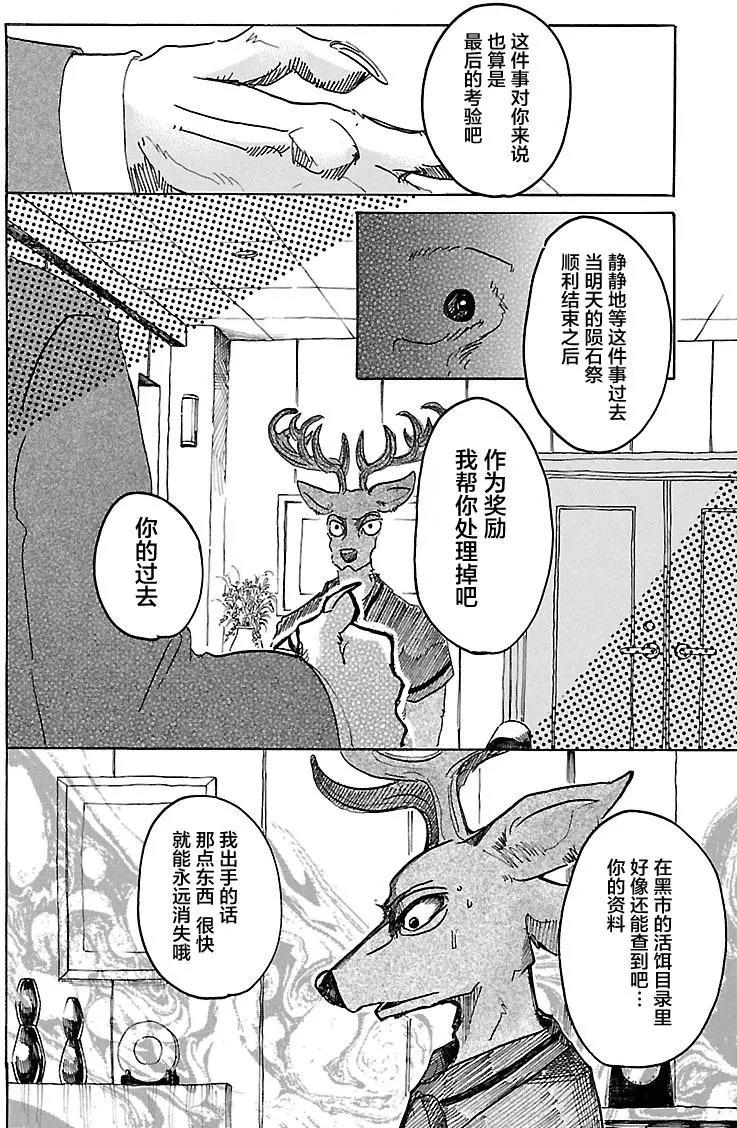 这件事对你来说
也算是
最后的考验吧
静静地等这件事过去
当明天的陨石祭
顺利结束之后
作为奖励
我帮你处理掉吧
你的过去
在黑市的活饵目录里
好像还能查到吧…
你的资料
我出手的话
那点东西 很快
就能永远消失哦